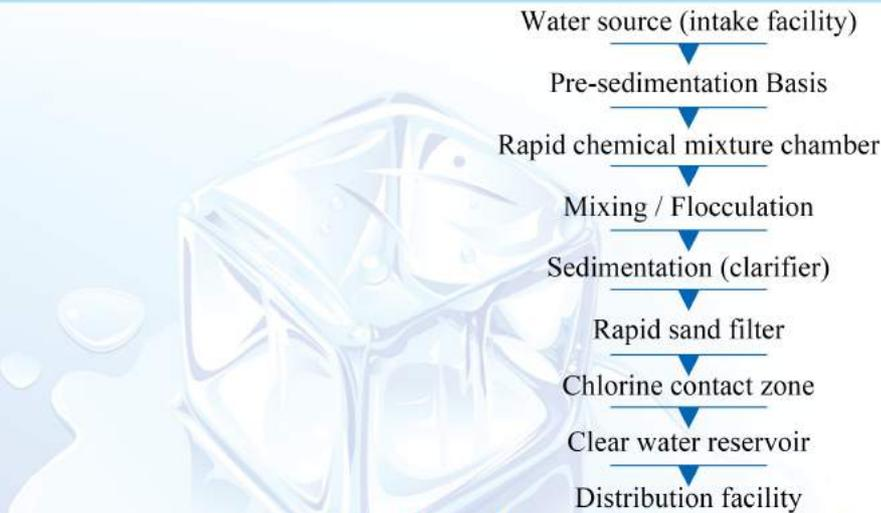 Water source (intake facility)
Pre-sedimentation Basis
Rapid chemical mixture chamber
Mixing / Flocculation
Sedimentation (clarifier)
Rapid sand filter
Chlorine contact zone
Clear water reservoir
Distribution facility